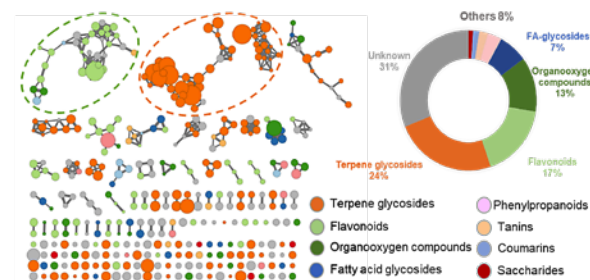 Others 8%
FA-glycosides
7%
Unknown
31%
Organooxygen
compounds
13%
Terpene glycosides
24%
Flavonoids
17%
Terpene glycosides
Flavonoids
Organooxygen compounds
Fatty acid glycosides
Phenylpropanoids
Tanins
Coumarins
Saccharides